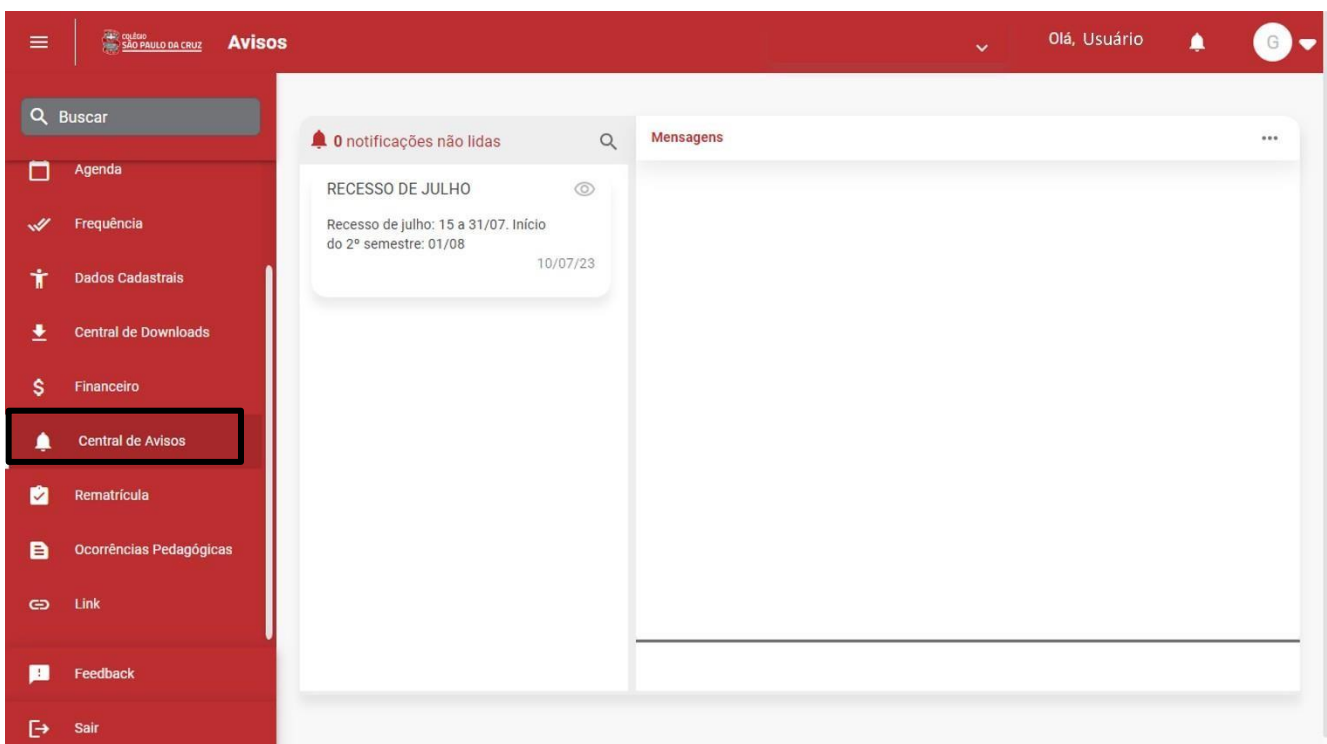 COLÉGIO
SÃO PAULO DA CRUZ
Avisos
Olá, Usuário
G
Buscar
Agenda
Frequência
Dados Cadastrais
Central de Downloads
Financeiro
Central de Avisos
Rematrícula
Ocorrências Pedagógicas
Link
Feedback
Sair
0 notificações não lidas
RECESSO DE JULHO
Recesso de julho: 15 a 31/07. Início
do 2º semestre: 01/08
10/07/23
Mensagens